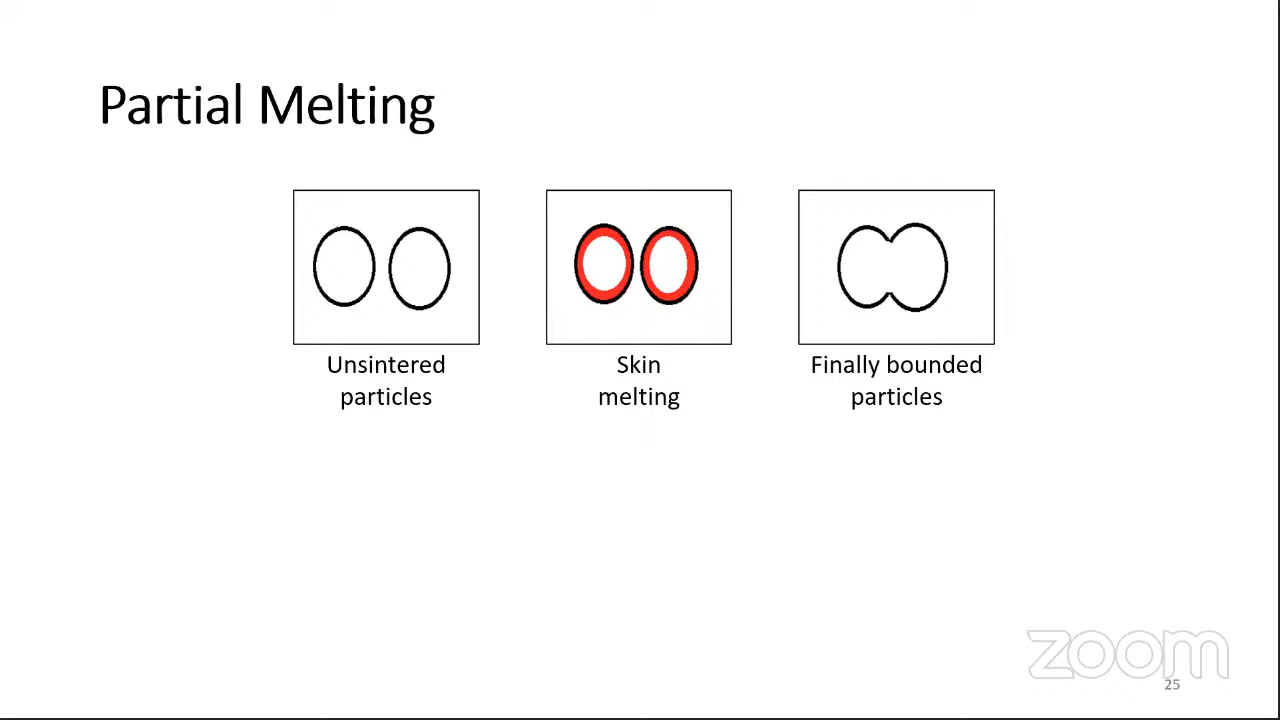 Partial Melting
Unsintered
particles
Skin
melting
Finally bounded
particles
zoom
25